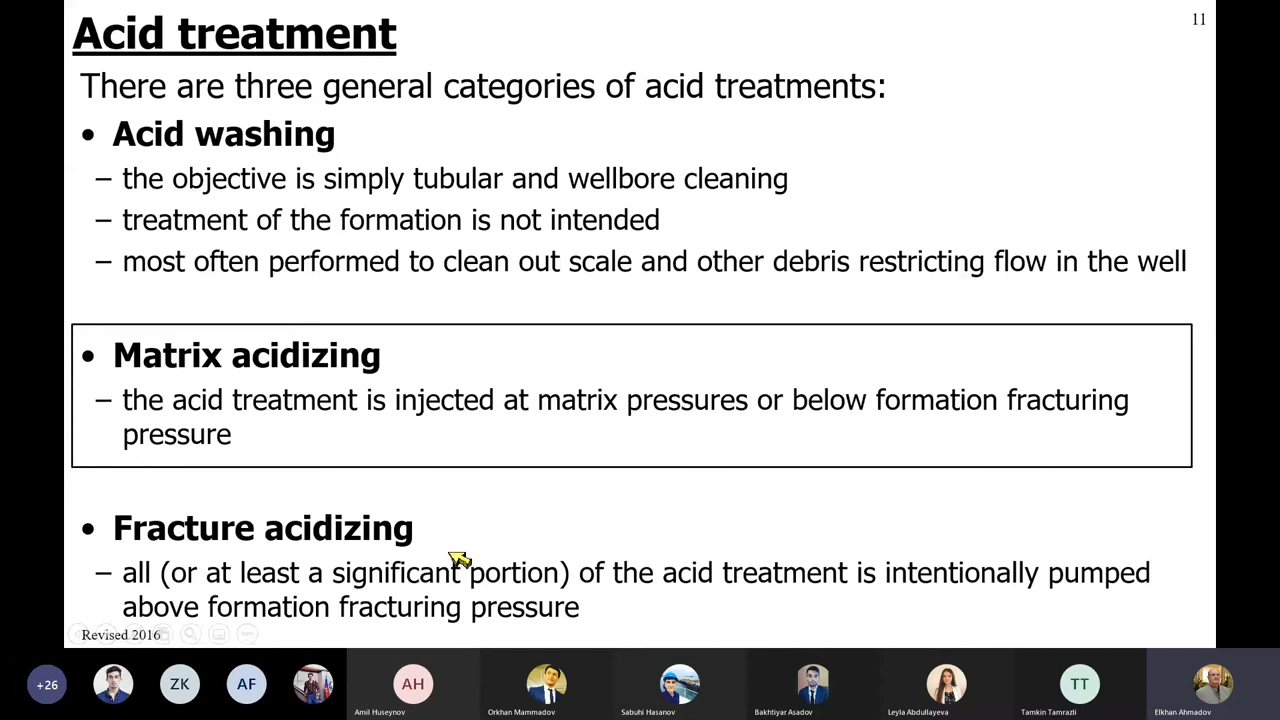 11
Acid treatment
There are three general categories of acid treatments:
• Acid washing
– the objective is simply tubular and wellbore cleaning
– treatment of the formation is not intended
– most often performed to clean out scale and other debris restricting flow in the well
• Matrix acidizing
– the acid treatment is injected at matrix pressures or below formation fracturing
pressure
• Fracture acidizing
– all (or at least a significant portion) of the acid treatment is intentionally pumped
above formation fracturing pressure
Revised 2016
+26
ZK
AF
AH
TT
Amil Huseynov
Orkhan Mammadov
Sabuhi Hasanov
Bakhtiyar Asadov
Leyla Abdullayeva
Tamkin Tamrazli
Elkhan Ahmadov